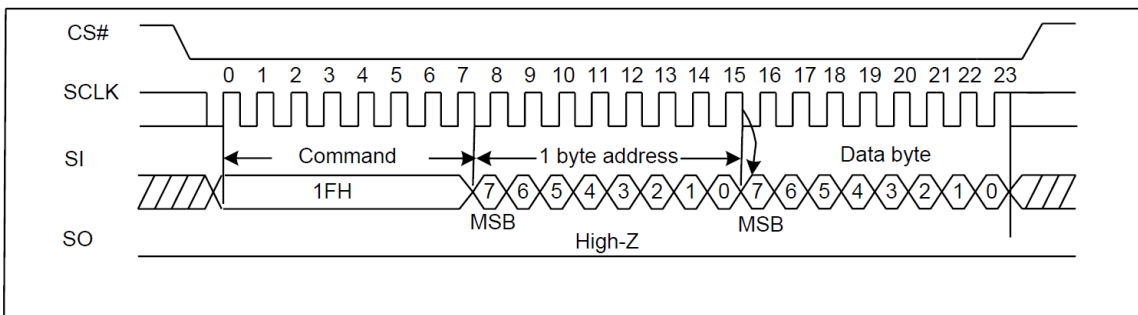 CS#
0 1 2 3 4 5 6 7 8 9 10 11 12 13 14 15 16 17 18 19 20 21 22 23
SCLK
SI Command 1 byte address Data byte
1FH 7 6 5 4 3 2 1 0 7 6 5 4 3 2 1 0
MSB MSB
SO High-Z